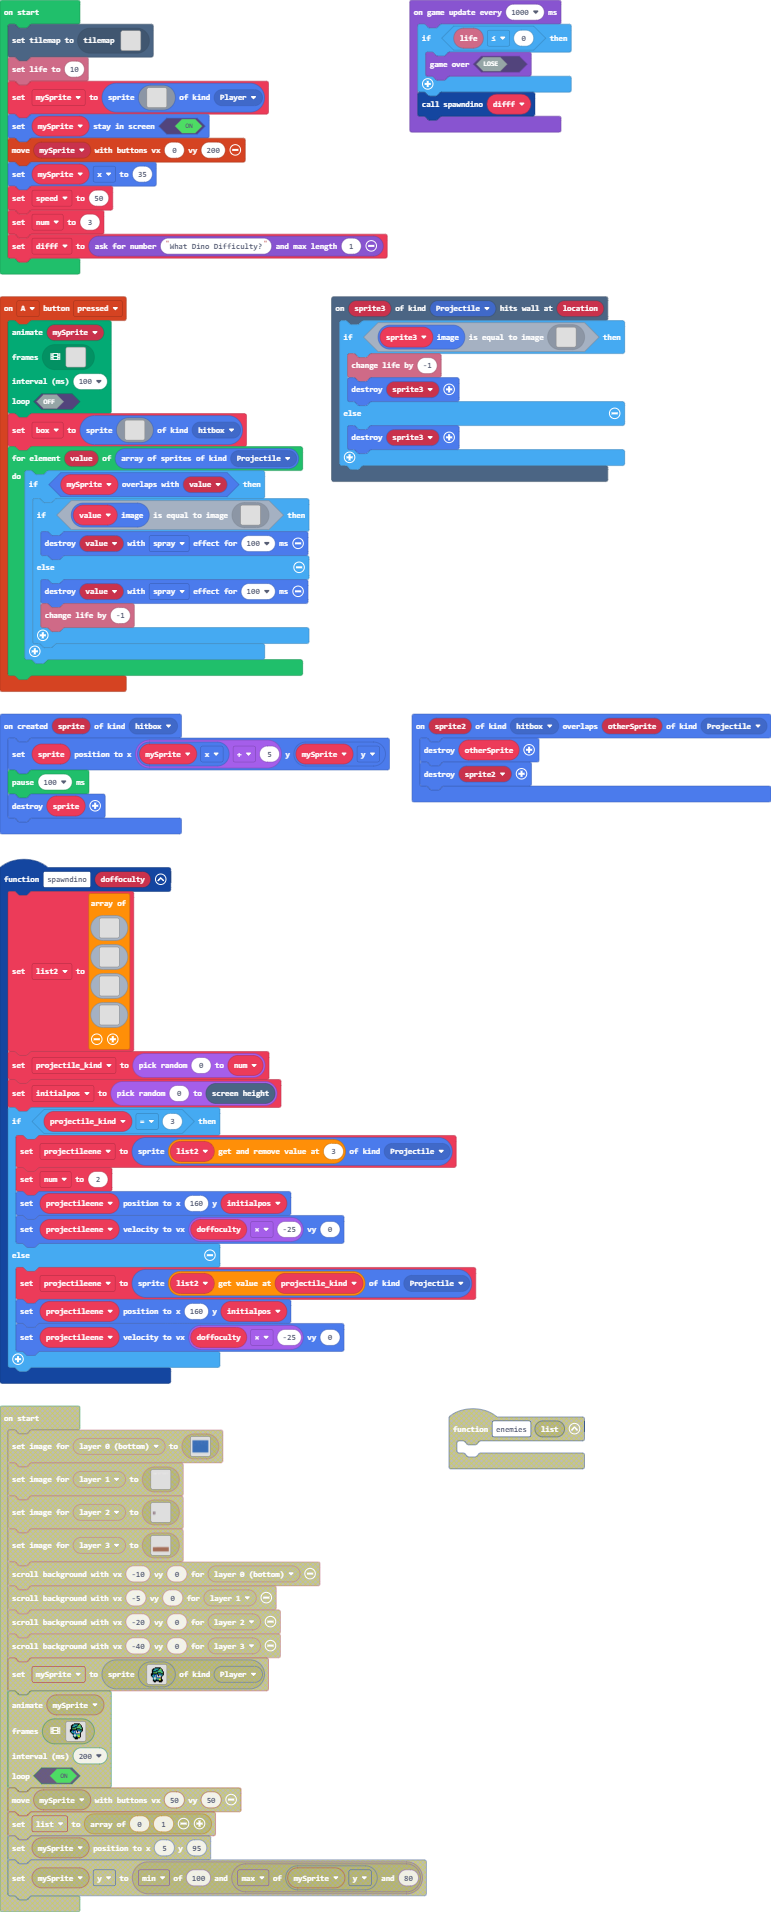 on start
set tilemap to tilemap
set life to 10
set mySprite to sprite of kind Player
set mySprite stay in screen ON
move mySprite with buttons vx 0 vy 200
set mySprite x to 35
set speed to 50
set num to 3
set difff to ask for number "What Dino Difficulty?" and max length 1
on game update every 1000 ms
if life ≤ 0 then
game over LOSE
call spawndino difff
on A button pressed
animate mySprite
frames
interval (ms) 100
loop OFF
set box to sprite of kind hitbox
for element value of array of sprites of kind Projectile
do if mySprite overlaps with value then
if value image is equal to image then
destroy value with spray effect for 100 ms
else
destroy value with spray effect for 100 ms
change life by -1
on sprite3 of kind Projectile hits wall at location
if sprite3 image is equal to image then
change life by -1
destroy sprite3
else
destroy sprite3
on created sprite of kind hitbox
set sprite position to x mySprite x + 5 y mySprite y
pause 100 ms
destroy sprite
on sprite2 of kind hitbox overlaps otherSprite of kind Projectile
destroy otherSprite
destroy sprite2
function spawndino doffoculty
set list2 to array of
set projectile_kind to pick random 0 to num
set initialpos to pick random 0 to screen height
if projectile_kind = 3 then
set projectileene to sprite list2 get and remove value at 3 of kind Projectile
set num to 2
set projectileene position to x 160 y initialpos
set projectileene velocity to vx doffoculty × -25 vy 0
else
set projectileene to sprite list2 get value at projectile_kind of kind Projectile
set projectileene position to x 160 y initialpos
set projectileene velocity to vx doffoculty × -25 vy 0
on start
set image for layer 0 (bottom) to
set image for layer 1 to
set image for layer 2 to
set image for layer 3 to
scroll background with vx -10 vy 0 for layer 0 (bottom)
scroll background with vx -5 vy 0 for layer 1
scroll background with vx -20 vy 0 for layer 2
scroll background with vx -40 vy 0 for layer 3
set mySprite to sprite of kind Player
animate mySprite
frames
interval (ms) 200
loop ON
move mySprite with buttons vx 50 vy 50
set list to array of 0 1
set mySprite position to x 5 y 95
set mySprite y to min of 100 and max of mySprite y and 80
function enemies list